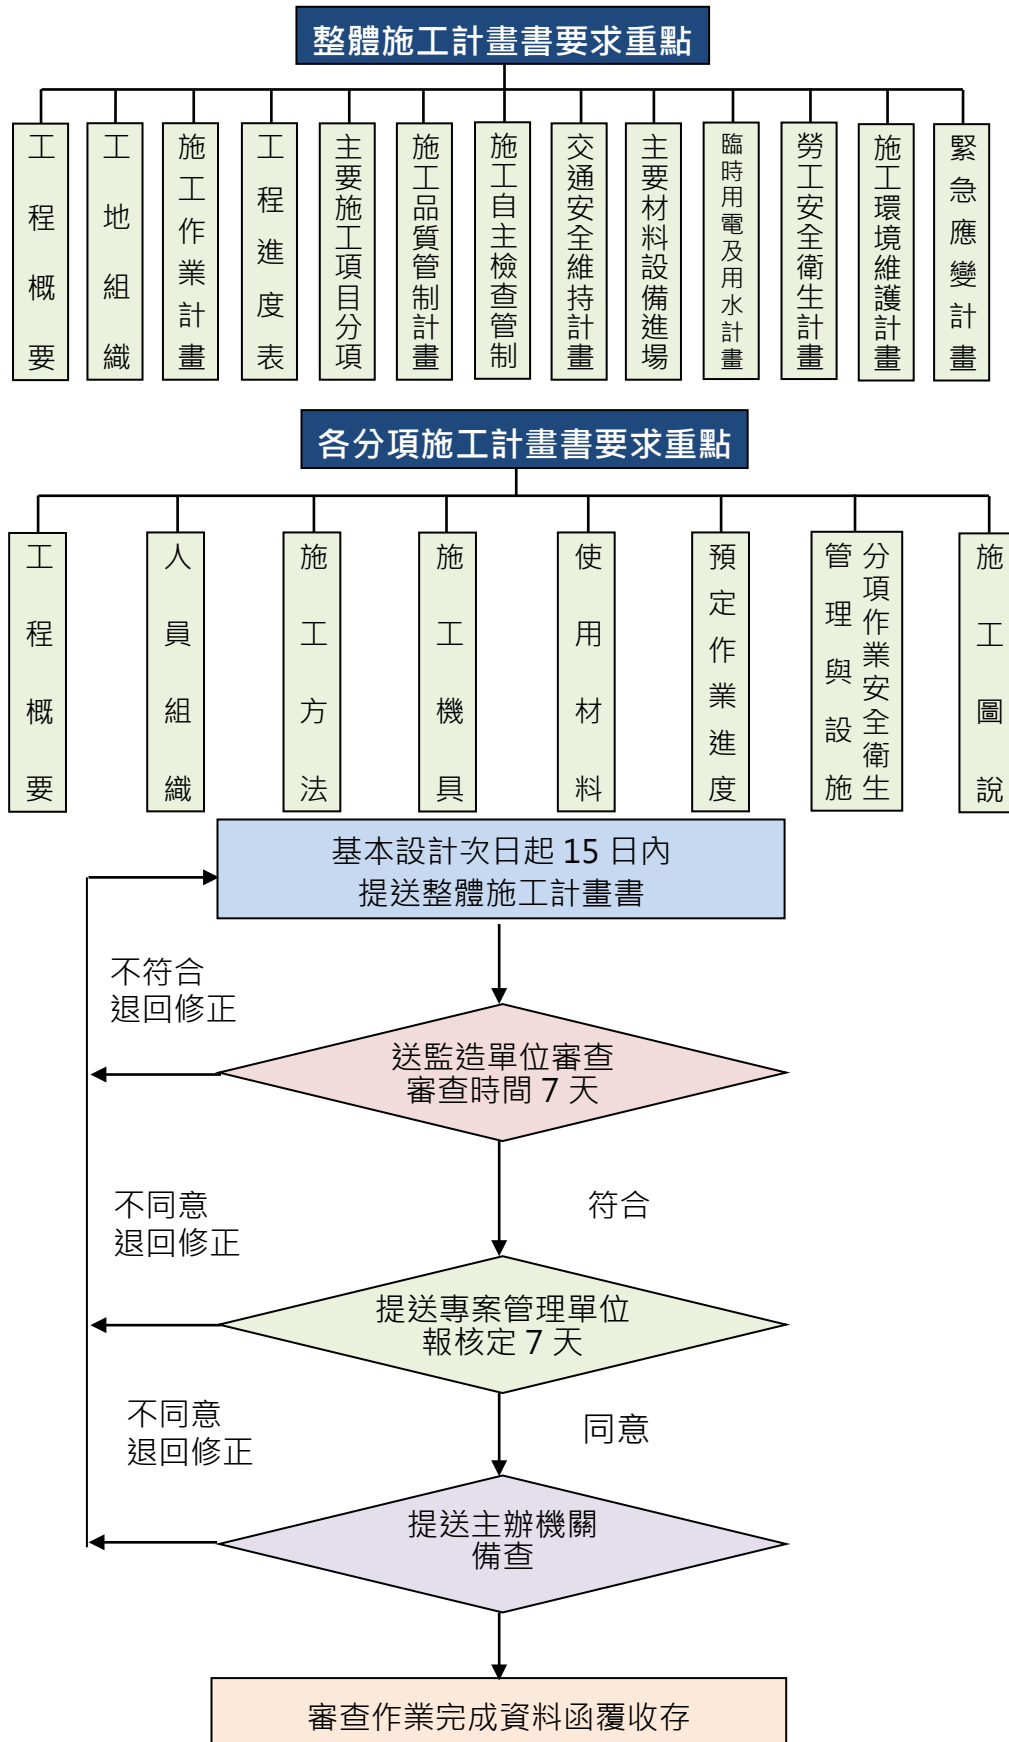 整體施工計畫書要求重點
工程概要
工地組織
施工作業計畫
工程進度表
主要施工項目分項
施工品質管制計畫
施工自主檢查管制
交通安全維持計畫
主要材料設備進場
臨時用電及用水計畫
勞工安全衛生計畫
施工環境維護計畫
緊急應變計畫
各分項施工計畫書要求重點
工程概要
人員組織
施工方法
施工機具
使用材料
預定作業進度
分項作業安全衛生
管理與設施
施工圖說
基本設計次日起 15 日內
提送整體施工計畫書
不符合
退回修正
送監造單位審查
審查時間 7 天
不同意
退回修正
符合
提送專案管理單位
報核定 7 天
不同意
退回修正
同意
提送主辦機關
備查
審查作業完成資料函覆收存